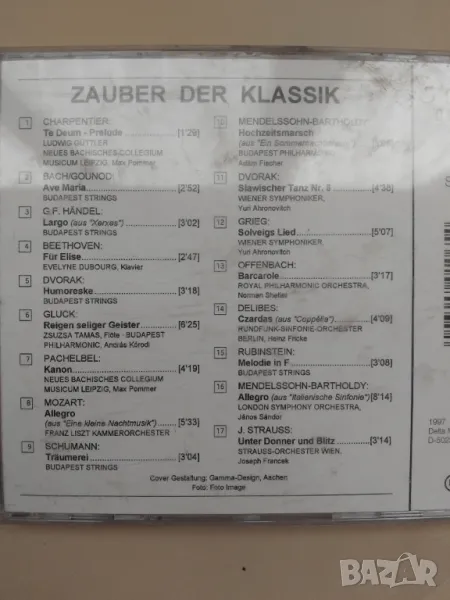 ZAUBER DER KLASSIK
1 CHARPENTIER:
Te Deum - Prelude [1'29]
LUDWIG GÜTTLER
NEUES BACHISCHES COLLEGIUM
MUSICUM LEIPZIG, Max Pommer
2 BACH/GOUNOD:
Ave Maria [2'52]
BUDAPEST STRINGS
3 G.F. HÄNDEL:
Largo (aus "Xerxes") [3'02]
BUDAPEST STRINGS
4 BEETHOVEN:
Für Elise [2'47]
EVELYNE DUBOURG, Klavier
5 DVORAK:
Humoreske [3'18]
BUDAPEST STRINGS
6 GLUCK:
Reigen seliger Geister [6'25]
ZSUZSA TAMAS, Flöte - BUDAPEST
PHILHARMONIC, András Kórodi
7 PACHELBEL:
Kanon [4'19]
NEUES BACHISCHES COLLEGIUM
MUSICUM LEIPZIG, Max Pommer
8 MOZART:
Allegro
(aus "Eine kleine Nachtmusik") [5'33]
FRANZ LISZT KAMMERORCHESTER
9 SCHUMANN:
Träumerei [3'04]
BUDAPEST STRINGS
10 MENDELSSOHN-BARTHOLDY:
Hochzeitsmarsch
(aus "Ein
BUDAPEST PHILHARMONIC
Adam Fischer
11 DVORAK:
Slawischer Tanz Nr. 8 [4'38]
WIENER SYMPHONIKER,
Yuri Ahronovitch
12 GRIEG:
Solveigs Lied [5'07]
WIENER SYMPHONIKER,
Yuri Ahronovitch
13 OFFENBACH:
Barcarole [3'17]
ROYAL PHILHARMONIC ORCHESTRA,
Norman Shetler
14 DELIBES:
Czardas (aus "Coppélia") [4'09]
RUNDFUNK-SINFONIE-ORCHESTER
BERLIN, Heinz Fricke
15 RUBINSTEIN:
Melodie in F [3'08]
BUDAPEST STRINGS
16 MENDELSSOHN-BARTHOLDY:
Allegro (aus "Italienische Sinfonie") [8'14]
LONDON SYMPHONY ORCHESTRA,
János Sándor
17 J. STRAUSS:
Unter Donner und Blitz [3'14]
STRAUSS-ORCHESTER WIEN,
Joseph Francek
Cover Gestaltung: Gamma-Design, Aachen
Foto: Foto Image
1997
Delta
D-502
BAZAR